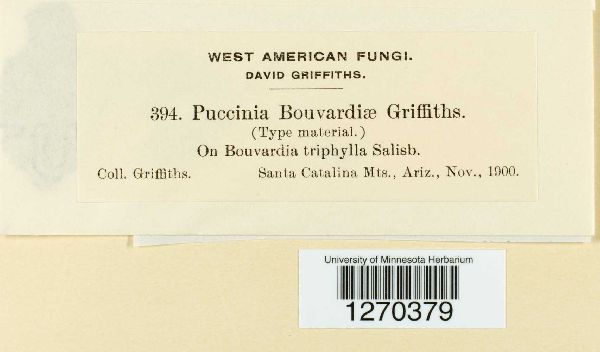 WEST AMERICAN FUNGI.
DAVID GRIFFITHS.
394. Puccinia Bouvardiæ Griffiths.
(Type material.)
On Bouvardia triphylla Salisb.
Coll. Griffiths. Santa Catalina Mts., Ariz., Nov., 1900.
University of Minnesota Herbarium
1270379